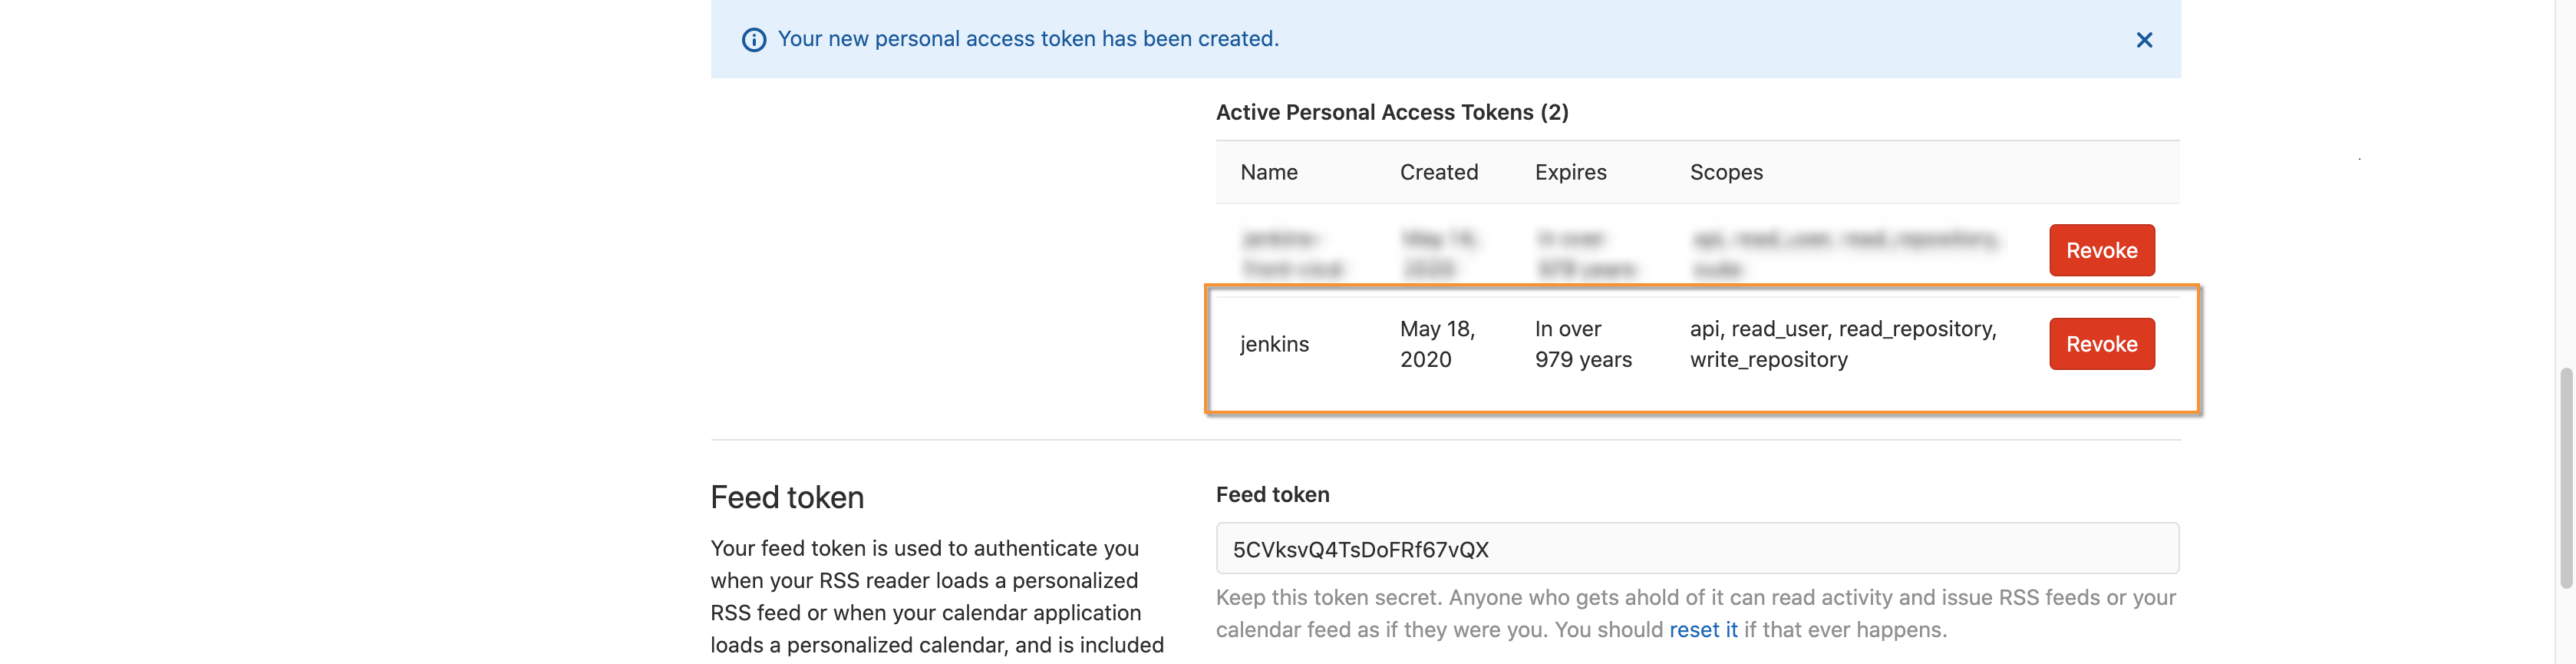 Your new personal access token has been created.
Active Personal Access Tokens (2)
Name Created Expires Scopes
Revoke
jenkins May 18, 2020 In over 979 years api, read_user, read_repository, write_repository Revoke
Feed token
Your feed token is used to authenticate you
when your RSS reader loads a personalized
RSS feed or when your calendar application
loads a personalized calendar, and is included
Feed token
5CVksvQ4TsDoFRf67vQX
Keep this token secret. Anyone who gets ahold of it can read activity and issue RSS feeds or your
calendar feed as if they were you. You should reset it if that ever happens.